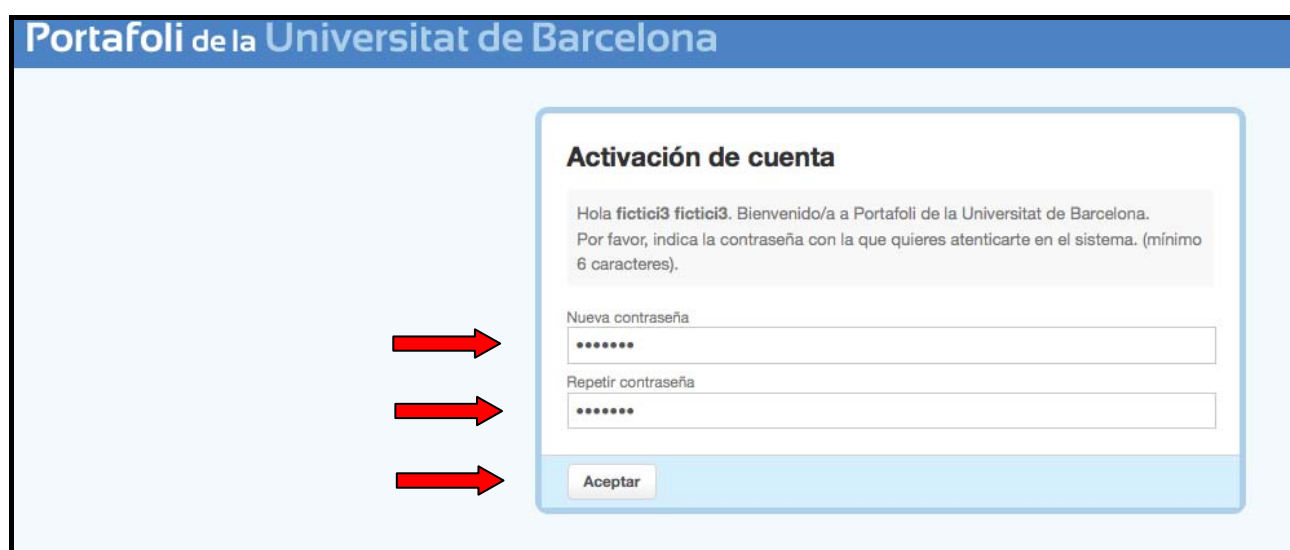 Portafoli de la Universitat de Barcelona
Activación de cuenta
Hola fictici3 fictici3. Bienvenido/a a Portafoli de la Universitat de Barcelona.
Por favor, indica la contraseña con la que quieres atenticarte en el sistema. (mínimo
6 caracteres).
Nueva contraseña
•••••••
Repetir contraseña
•••••••
Aceptar